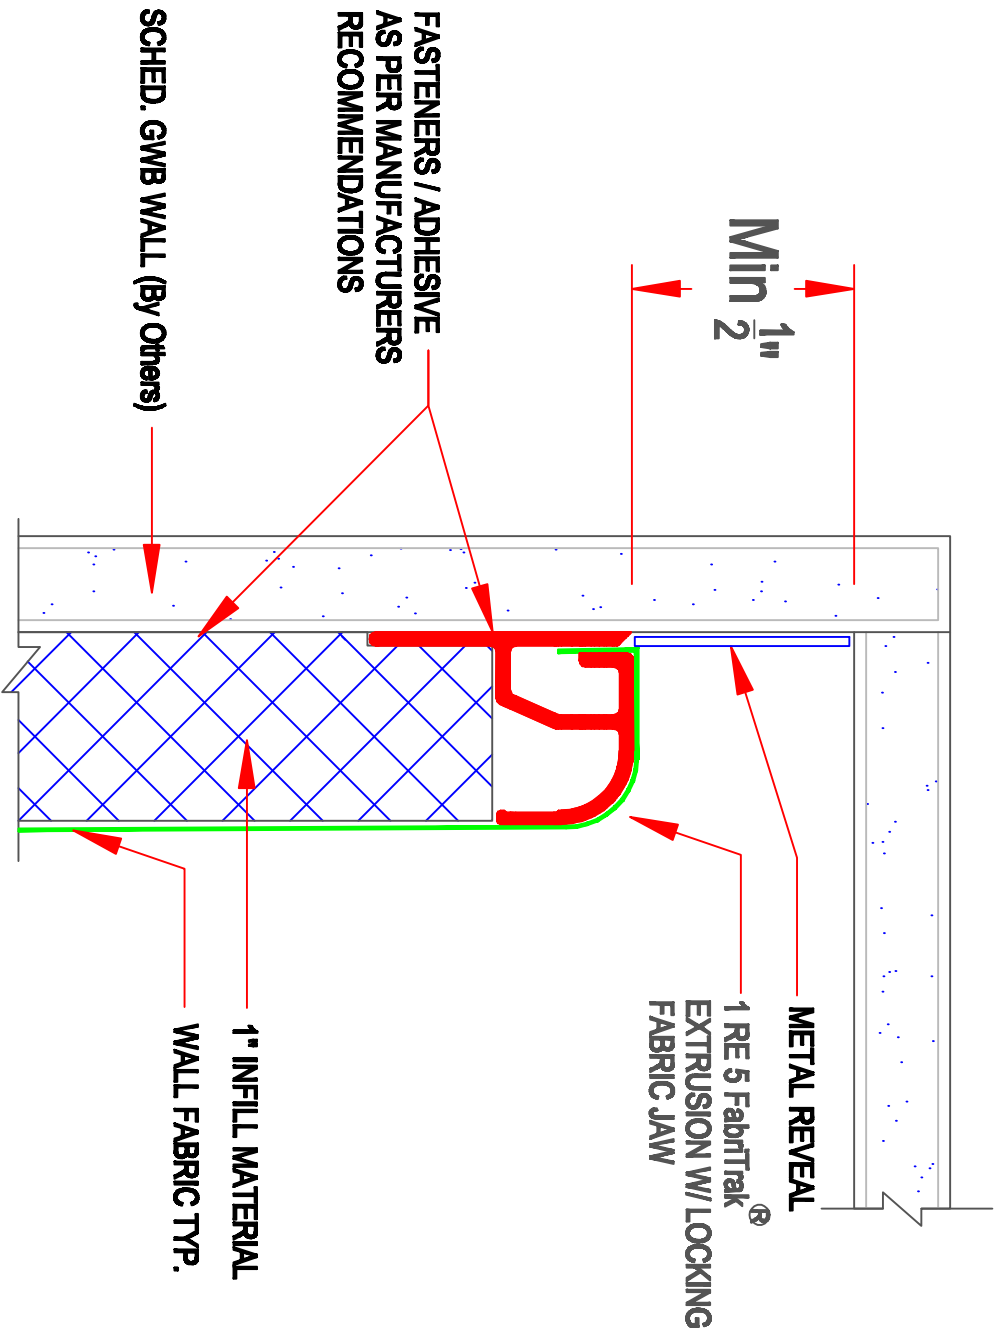 FASTENERS / ADHESIVE
AS PER MANUFACTURERS
RECOMMENDATIONS
SCHED. GWB WALL (By Others)
Min 1/2"
METAL REVEAL
1 RE 5 FabriTrak®
EXTRUSION W/ LOCKING
FABRIC JAW
1" INFILL MATERIAL
WALL FABRIC TYP.